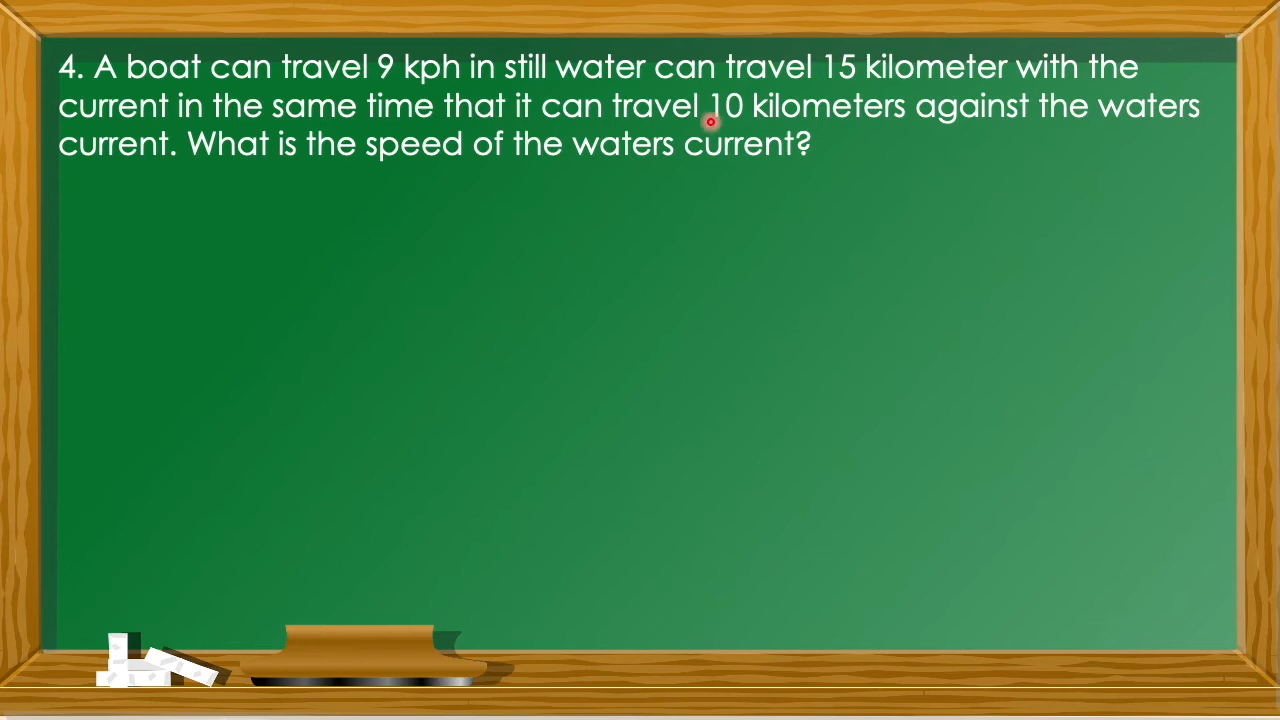 4. A boat can travel 9 kph in still water can travel 15 kilometer with the
current in the same time that it can travel 10 kilometers against the waters
current. What is the speed of the waters current?